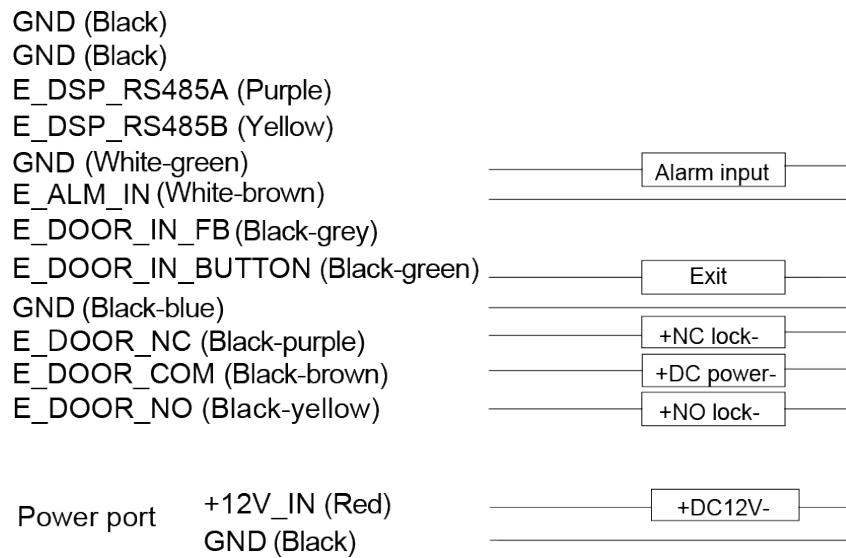 GND (Black)
GND (Black)
E_DSP_RS485A (Purple)
E_DSP_RS485B (Yellow)
GND (White-green)
Alarm input
E_ALM_IN (White-brown)
E_DOOR_IN_FB (Black-grey)
E_DOOR_IN_BUTTON (Black-green)
Exit
GND (Black-blue)
E_DOOR_NC (Black-purple)
+NC lock-
E_DOOR_COM (Black-brown)
+DC power-
E_DOOR_NO (Black-yellow)
+NO lock-
Power port
+12V_IN (Red)
+DC12V-
GND (Black)